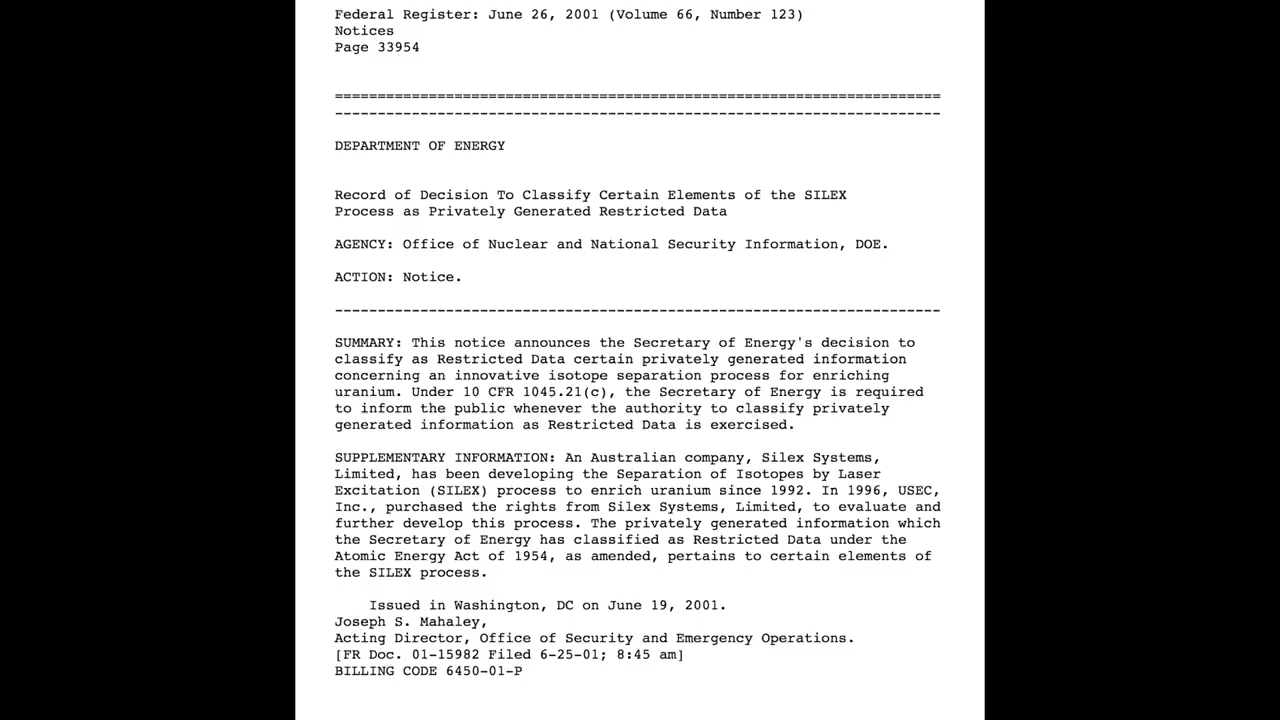 Federal Register: June 26, 2001 (Volume 66, Number 123)
Notices
Page 33954
=======================================================================
-----------------------------------------------------------------------
DEPARTMENT OF ENERGY
Record of Decision To Classify Certain Elements of the SILEX
Process as Privately Generated Restricted Data
AGENCY: Office of Nuclear and National Security Information, DOE.
ACTION: Notice.
-----------------------------------------------------------------------
SUMMARY: This notice announces the Secretary of Energy's decision to
classify as Restricted Data certain privately generated information
concerning an innovative isotope separation process for enriching
uranium. Under 10 CFR 1045.21(c), the Secretary of Energy is required
to inform the public whenever the authority to classify privately
generated information as Restricted Data is exercised.
SUPPLEMENTARY INFORMATION: An Australian company, Silex Systems,
Limited, has been developing the Separation of Isotopes by Laser
Excitation (SILEX) process to enrich uranium since 1992. In 1996, USEC,
Inc., purchased the rights from Silex Systems, Limited, to evaluate and
further develop this process. The privately generated information which
the Secretary of Energy has classified as Restricted Data under the
Atomic Energy Act of 1954, as amended, pertains to certain elements of
the SILEX process.
Issued in Washington, DC on June 19, 2001.
Joseph S. Mahaley,
Acting Director, Office of Security and Emergency Operations.
[FR Doc. 01-15982 Filed 6-25-01; 8:45 am]
BILLING CODE 6450-01-P